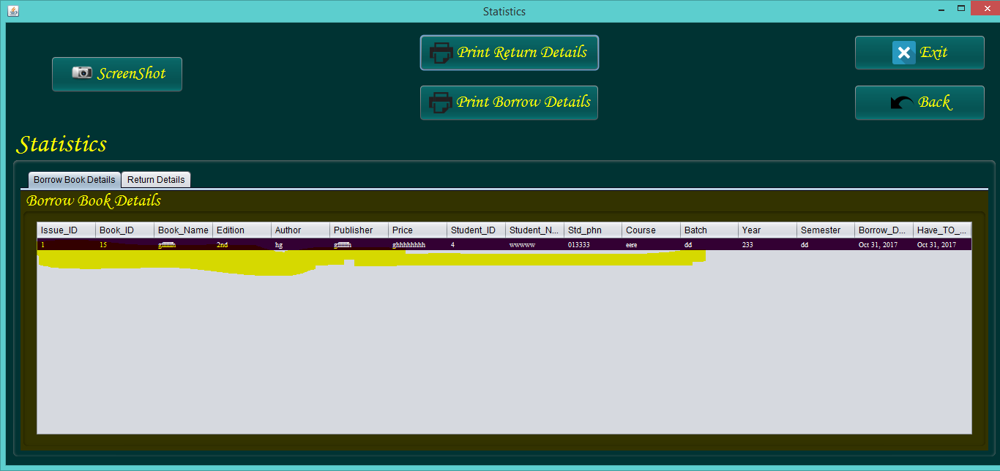 Statistics
Print Return Details
Exit
ScreenShot
Print Borrow Details
Back
Statistics
Borrow Book Details Return Details
Borrow Book Details
Issue_ID Book_ID Book_Name Edition Author Publisher Price Student_ID Student_N... Std_phn Course Batch Year Semester Borrow_D... Have_TO_...
1 15 2nd hg ghhhhhhhh 4 wwwww 013333 eere dd 233 dd Oct 31, 2017 Oct 31, 2017